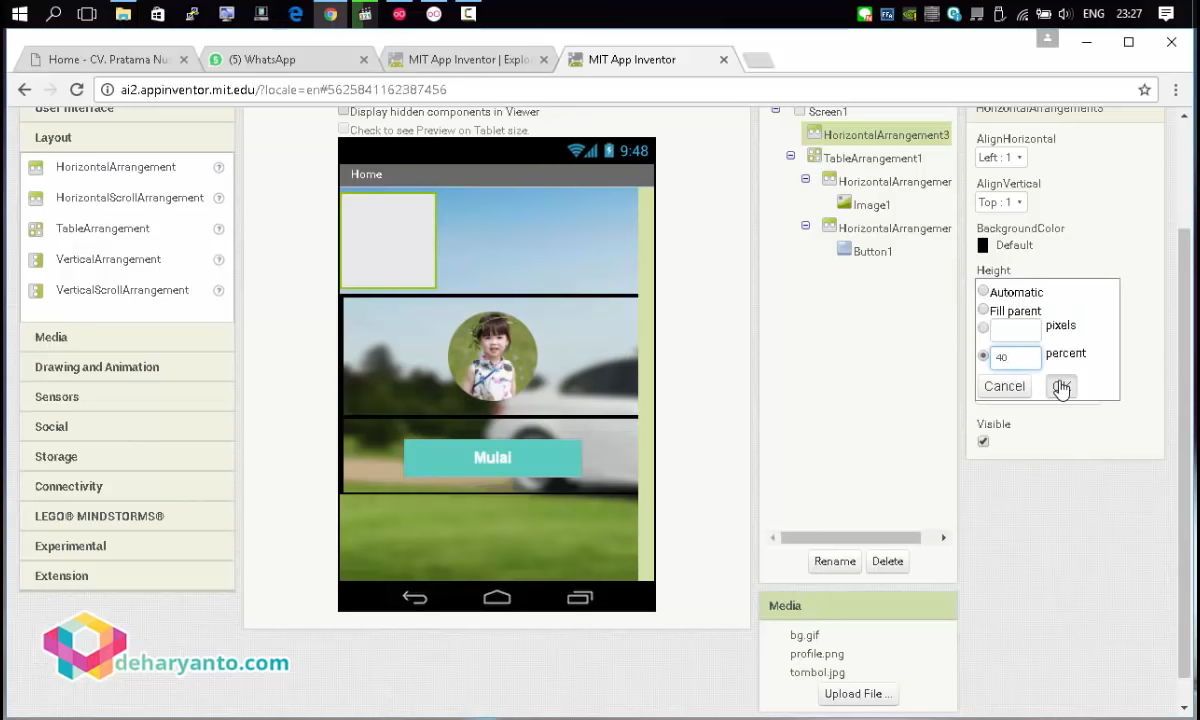 ENG 23:27
Home - CV. Pratama Nu
(5) WhatsApp
MIT App Inventor | Explo
MIT App Inventor
ai2.appinventor.mit.edu/?locale=en#5625841162387456
User Interface
Layout
HorizontalArrangement
HorizontalScrollArrangement
TableArrangement
VerticalArrangement
VerticalScrollArrangement
Media
Drawing and Animation
Sensors
Social
Storage
Connectivity
LEGO® MINDSTORMS®
Experimental
Extension
deharyanto.com
Display hidden components in Viewer
Check to see Preview on Tablet size.
9:48
Home
Mulai
Screen1
HorizontalArrangement3
TableArrangement1
HorizontalArrangemer
Image1
HorizontalArrangemer
Button1
Rename
Delete
Media
bg.gif
profile.png
tombol.jpg
Upload File ...
HorizontalArrangement3
AlignHorizontal
Left : 1
AlignVertical
Top : 1
BackgroundColor
Default
Height
Automatic
Fill parent
pixels
40 percent
Cancel
Visible